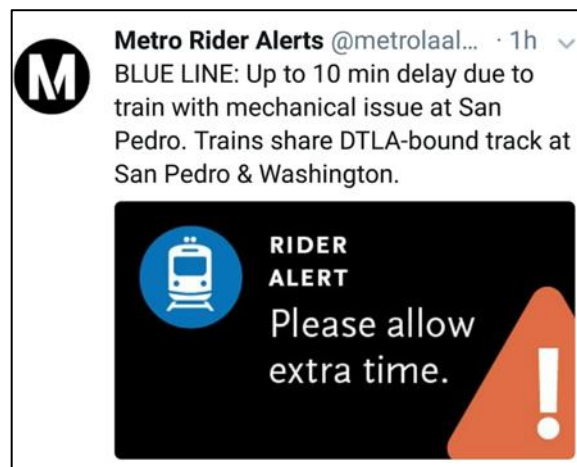 Metro Rider Alerts @metrolaal... · 1h
BLUE LINE: Up to 10 min delay due to
train with mechanical issue at San
Pedro. Trains share DTLA-bound track at
San Pedro & Washington.
M
RIDER
ALERT
Please allow
extra time.
!